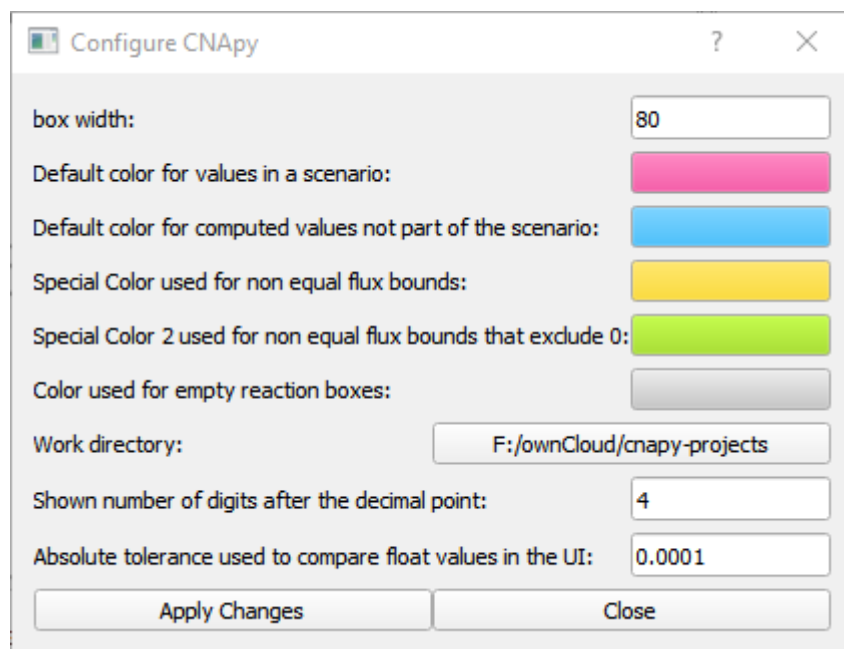 Configure CNApy ?
box width: 80
Default color for values in a scenario:
Default color for computed values not part of the scenario:
Special Color used for non equal flux bounds:
Special Color 2 used for non equal flux bounds that exclude 0:
Color used for empty reaction boxes:
Work directory: F:/ownCloud/cnapy-projects
Shown number of digits after the decimal point: 4
Absolute tolerance used to compare float values in the UI: 0.0001
Apply Changes Close